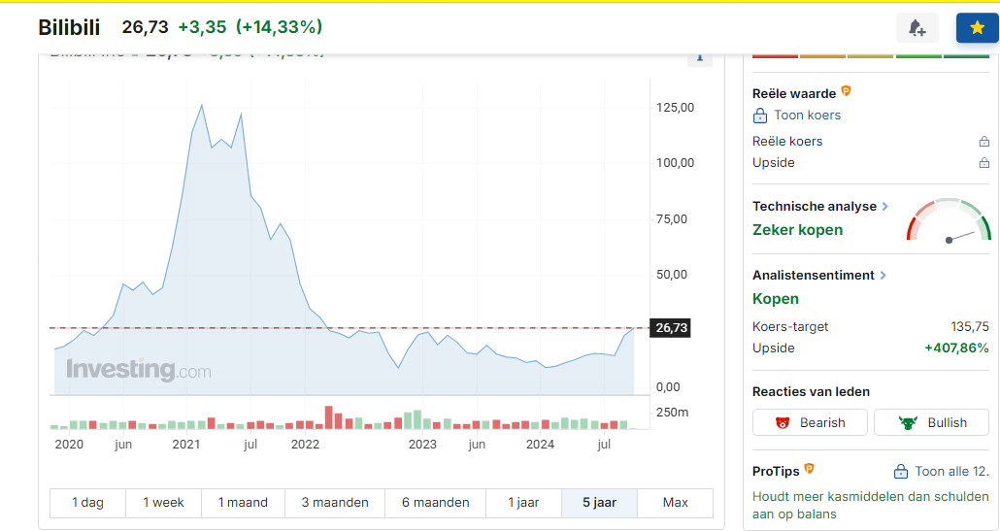 Bilibili 26,73 +3,35 (+14,33%)
125,00
100,00
75,00
50,00
26,73
0,00
250m
Investing.com
2020 jun 2021 jul 2022 2023 jun 2024 jul
1 dag 1 week 1 maand 3 maanden 6 maanden 1 jaar 5 jaar Max
Reële waarde
Toon koers
Reële koers
Upside
Technische analyse
Zeker kopen
Analistensentiment
Kopen
Koers-target 135,75
Upside +407,86%
Reacties van leden
Bearish Bullish
ProTips Toon alle 12.
Houdt meer kasmiddelen dan schulden
aan op balans